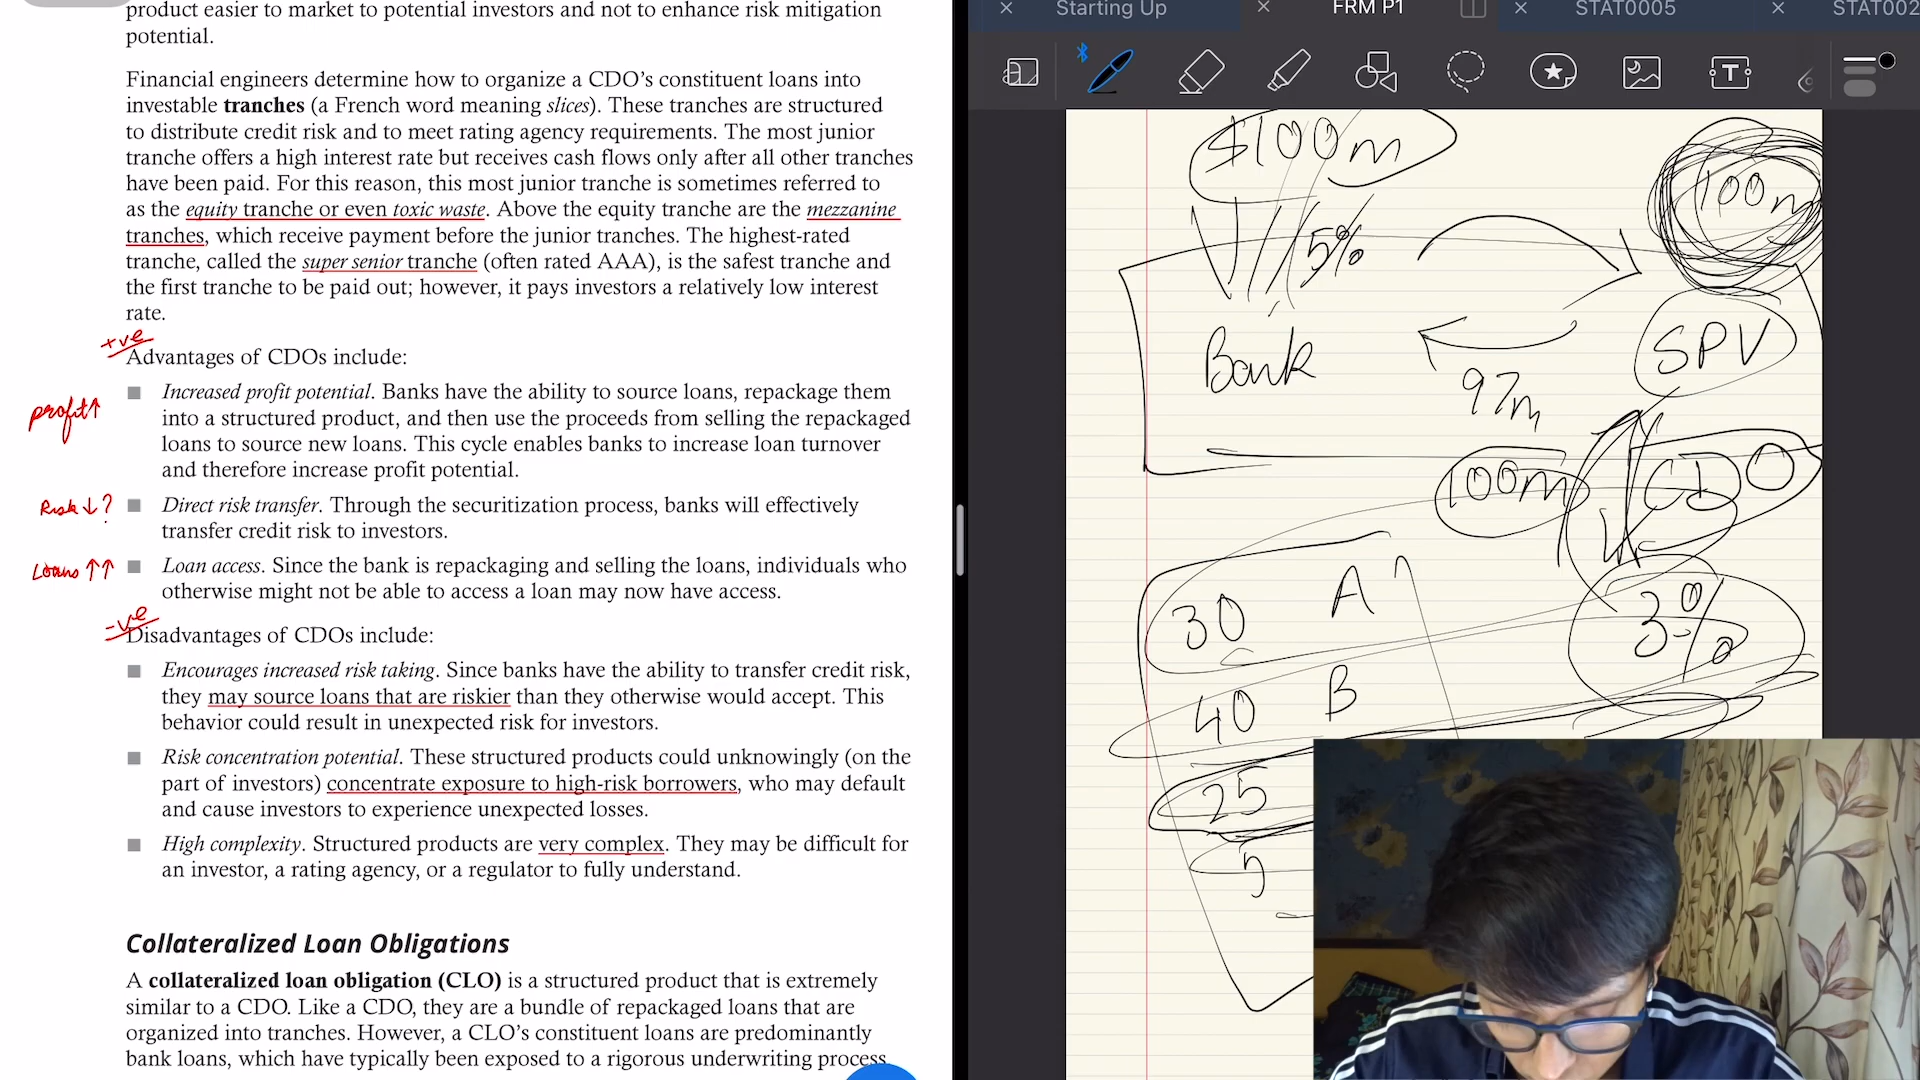 product easier to market to potential investors and not to enhance risk mitigation
potential.
Financial engineers determine how to organize a CDO’s constituent loans into
investable tranches (a French word meaning slices). These tranches are structured
to distribute credit risk and to meet rating agency requirements. The most junior
tranche offers a high interest rate but receives cash flows only after all other tranches
have been paid. For this reason, this most junior tranche is sometimes referred to
as the equity tranche or even toxic waste. Above the equity tranche are the mezzanine
tranches, which receive payment before the junior tranches. The highest-rated
tranche, called the super senior tranche (often rated AAA), is the safest tranche and
the first tranche to be paid out; however, it pays investors a relatively low interest
rate.
+ve
Advantages of CDOs include:
profit↑
■ Increased profit potential. Banks have the ability to source loans, repackage them
into a structured product, and then use the proceeds from selling the repackaged
loans to source new loans. This cycle enables banks to increase loan turnover
and therefore increase profit potential.
Risk ↓?
■ Direct risk transfer. Through the securitization process, banks will effectively
transfer credit risk to investors.
Loans ↑↑
■ Loan access. Since the bank is repackaging and selling the loans, individuals who
otherwise might not be able to access a loan may now have access.
-ve
Disadvantages of CDOs include:
■ Encourages increased risk taking. Since banks have the ability to transfer credit risk,
they may source loans that are riskier than they otherwise would accept. This
behavior could result in unexpected risk for investors.
■ Risk concentration potential. These structured products could unknowingly (on the
part of investors) concentrate exposure to high-risk borrowers, who may default
and cause investors to experience unexpected losses.
■ High complexity. Structured products are very complex. They may be difficult for
an investor, a rating agency, or a regulator to fully understand.
Collateralized Loan Obligations
A collateralized loan obligation (CLO) is a structured product that is extremely
similar to a CDO. Like a CDO, they are a bundle of repackaged loans that are
organized into tranches. However, a CLO’s constituent loans are predominantly
bank loans, which have typically been exposed to a rigorous underwriting process
Starting Up
FRM P1
STAT0005
STAT002
T
$100m
100m
5%
Bank
SPV
97m
100m
CDO
30 A
3%
40 B
25
5